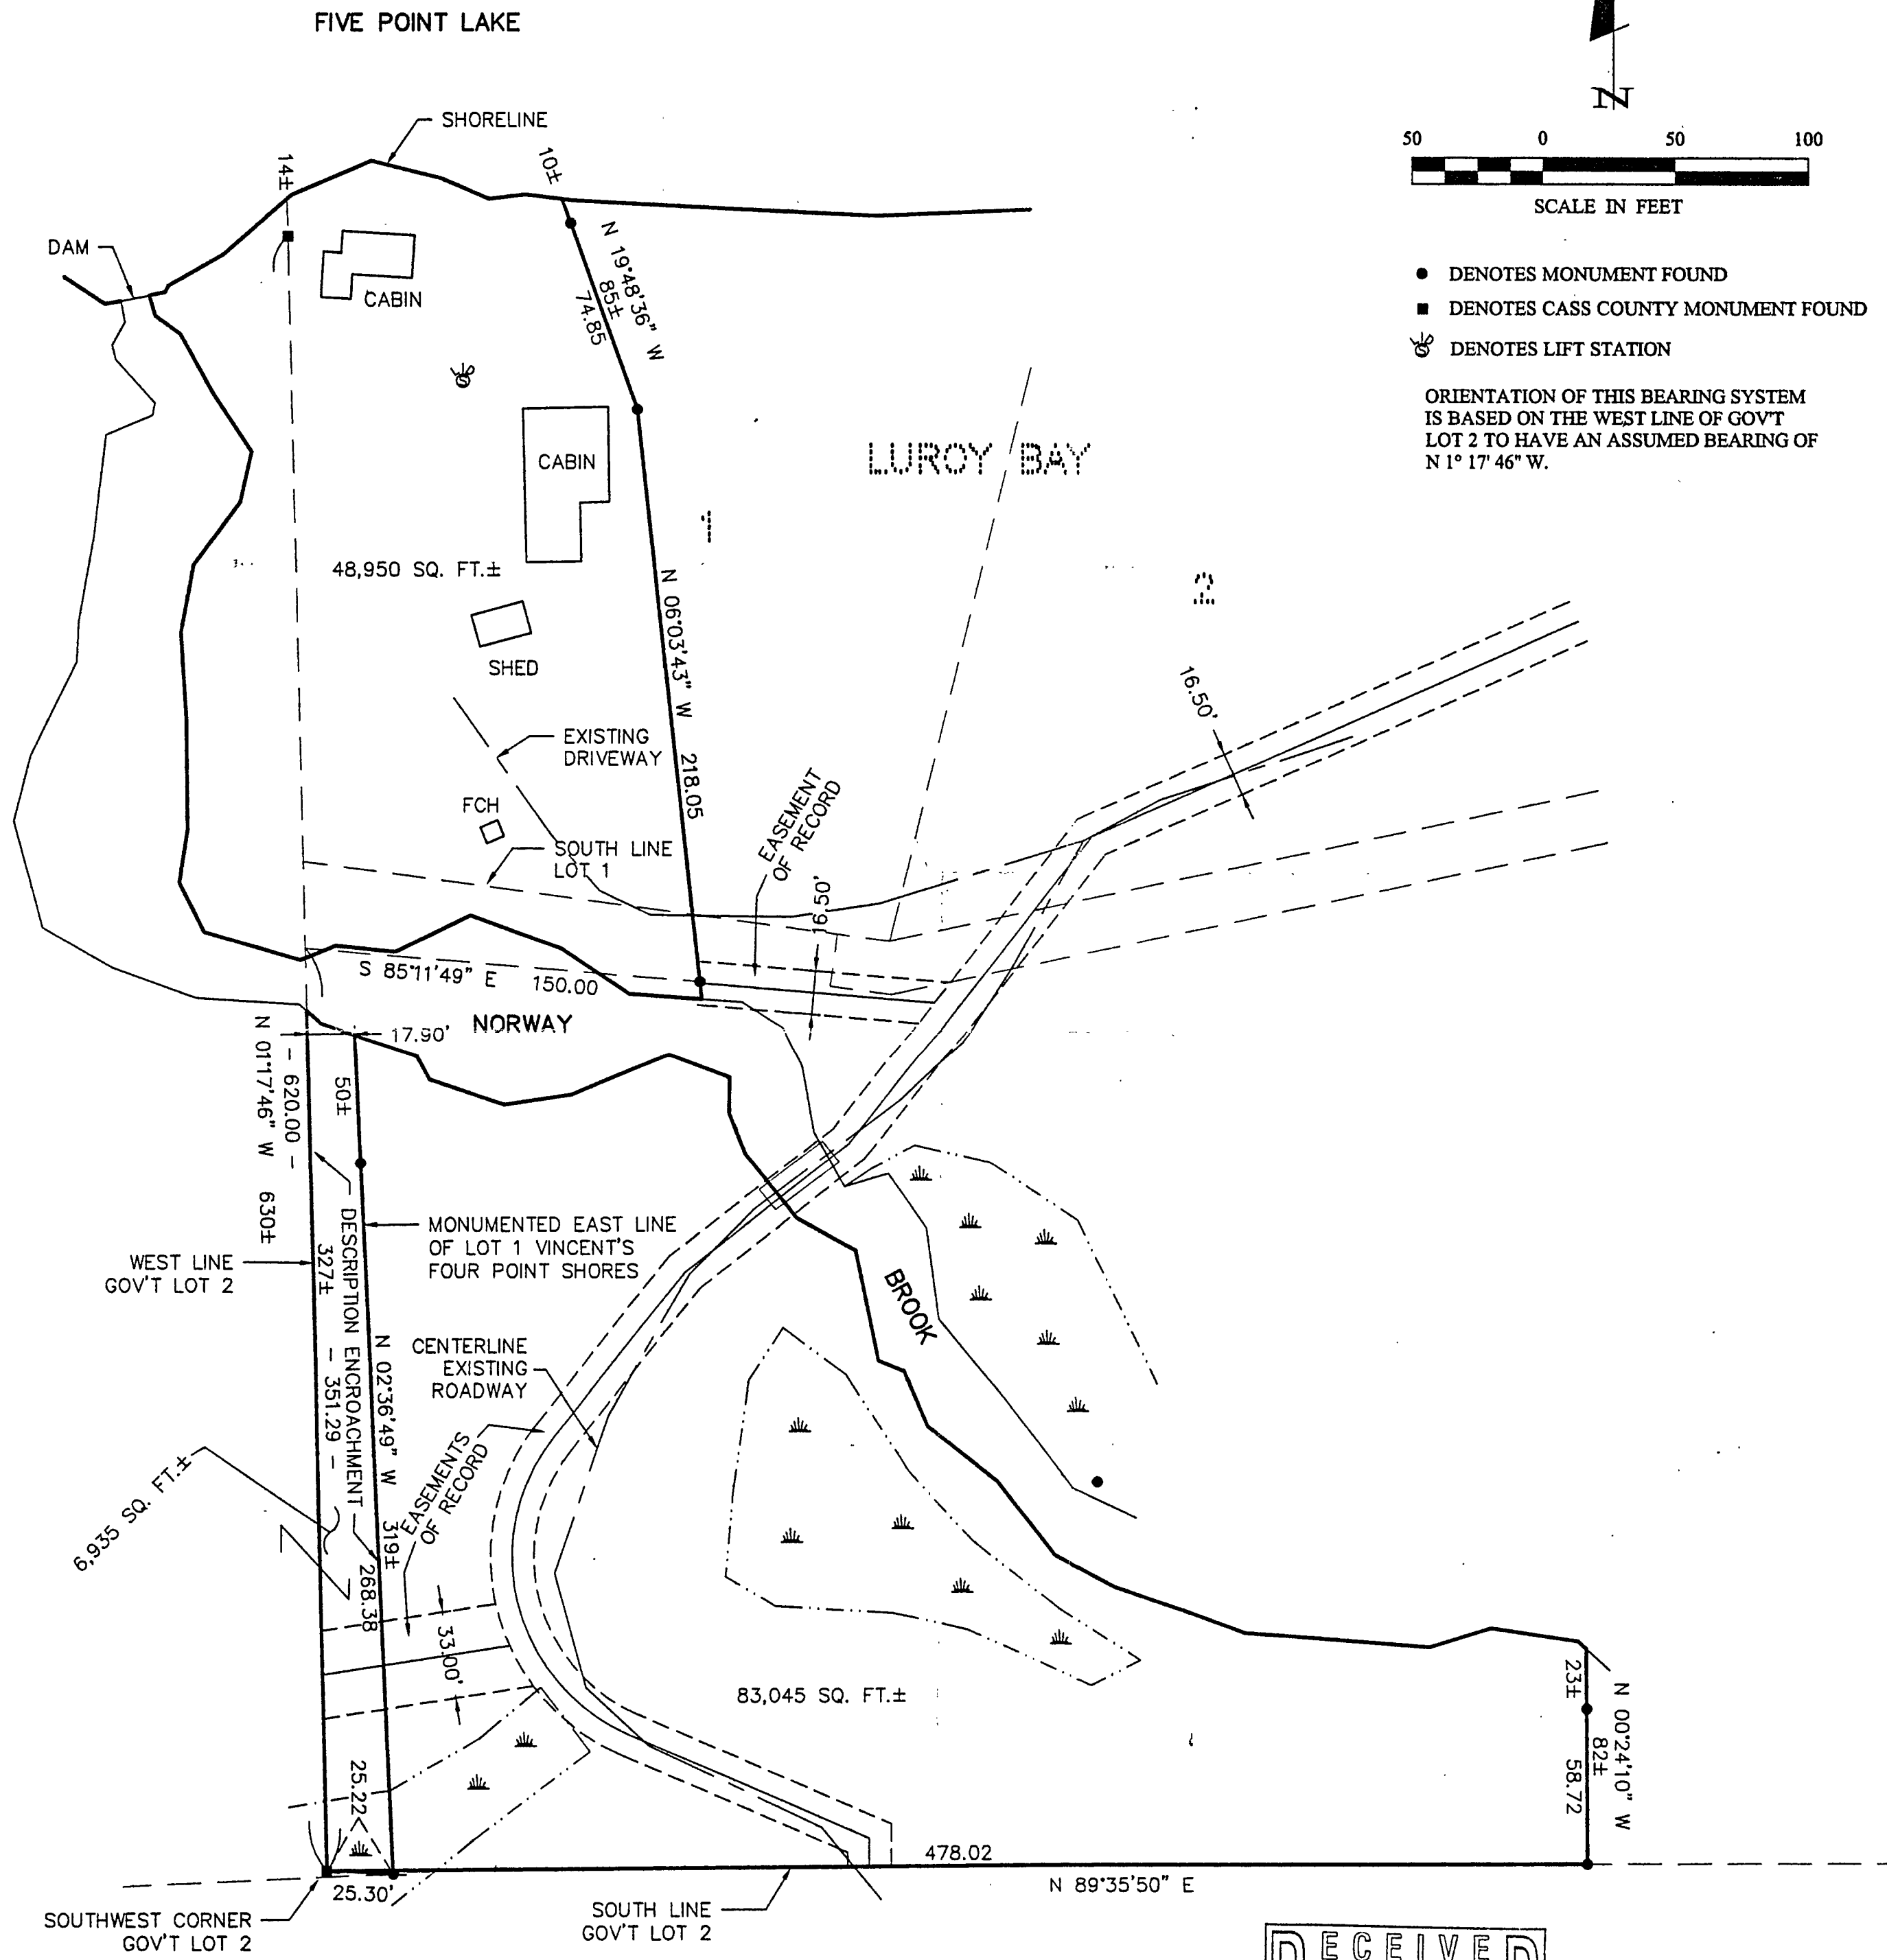 FIVE POINT LAKE
N
50 0 50 100
SCALE IN FEET
DENOTES MONUMENT FOUND
DENOTES CASS COUNTY MONUMENT FOUND
DENOTES LIFT STATION
ORIENTATION OF THIS BEARING SYSTEM
IS BASED ON THE WEST LINE OF GOV'T
LOT 2 TO HAVE AN ASSUMED BEARING OF
N 1° 17' 46" W.
SHORELINE
14±
10±
DAM
CABIN
N 19°48'36" W
85±
74.85
CABIN
LUROY BAY
1
2
48,950 SQ. FT.±
SHED
N 06°03'43" W 218.05
EXISTING
DRIVEWAY
FCH
SOUTH LINE
LOT 1
EASEMENT
OF RECORD
16.50'
16.50'
S 85°11'49" E 150.00
NORWAY
17.90'
N 01°17'46" W 630±
- 620.00 -
50±
DESCRIPTION ENCROACHMENT
MONUMENTED EAST LINE
OF LOT 1 VINCENT'S
FOUR POINT SHORES
WEST LINE
GOV'T LOT 2
327±
- 351.29 -
N 02°36'49" W 319±
268.38
CENTERLINE
EXISTING
ROADWAY
EASEMENTS
OF RECORD
BROOK
6,935 SQ. FT.±
33.00'
83,045 SQ. FT.±
23±
N 00°24'10" W
82±
58.72
25.22
25.30'
478.02
N 89°35'50" E
SOUTHWEST CORNER
GOV'T LOT 2
SOUTH LINE
GOV'T LOT 2
DECEIVED